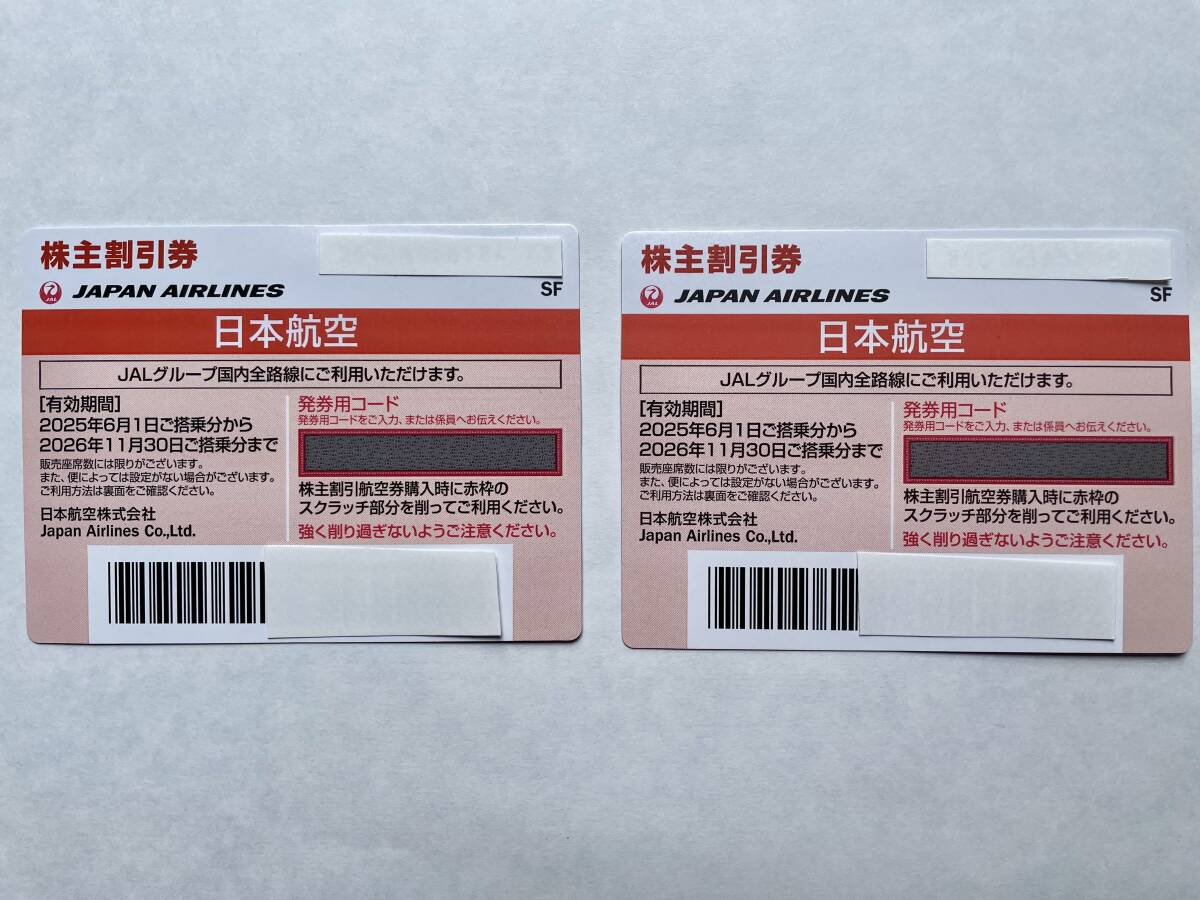 株主割引券
JAL JAPAN AIRLINES
SF
日本航空
JALグループ国内全路線にご利用いただけます。
[有効期間]
2025年6月1日ご搭乗分から
2026年11月30日ご搭乗分まで
販売座席数には限りがございます。
また、便によっては設定がない場合がございます。
ご利用方法は裏面をご確認ください。
日本航空株式会社
Japan Airlines Co.,Ltd.
発券用コード
発券用コードをご入力、または係員へお伝えください。
株主割引航空券購入時に赤枠の
スクラッチ部分を削ってご利用ください。
強く削り過ぎないようご注意ください。
株主割引券
JAL JAPAN AIRLINES
SF
日本航空
JALグループ国内全路線にご利用いただけます。
[有効期間]
2025年6月1日ご搭乗分から
2026年11月30日ご搭乗分まで
販売座席数には限りがございます。
また、便によっては設定がない場合がございます。
ご利用方法は裏面をご確認ください。
日本航空株式会社
Japan Airlines Co.,Ltd.
発券用コード
発券用コードをご入力、または係員へお伝えください。
株主割引航空券購入時に赤枠の
スクラッチ部分を削ってご利用ください。
強く削り過ぎないようご注意ください。